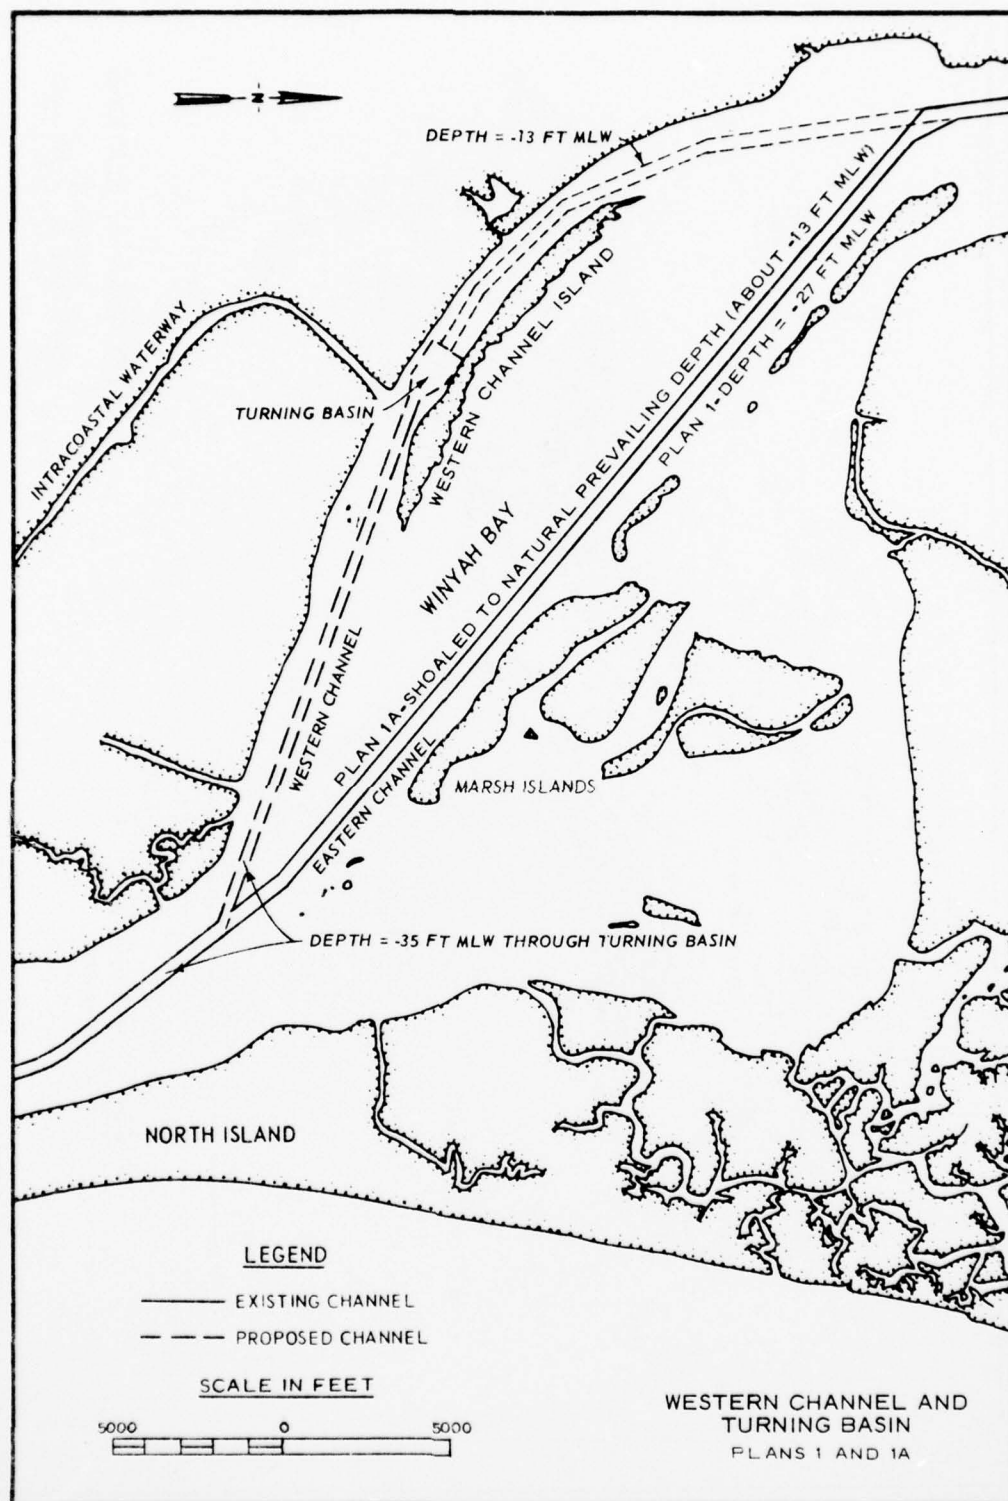 N
DEPTH = -13 FT MLW
INTRACOASTAL WATERWAY
TURNING BASIN
WESTERN CHANNEL ISLAND
WINYAH BAY
PLAN 1A-SHOALED TO NATURAL PREVAILING DEPTH (ABOUT -13 FT MLW)
PLAN 1-DEPTH = -27 FT MLW
WESTERN CHANNEL
EASTERN CHANNEL
MARSH ISLANDS
DEPTH = -35 FT MLW THROUGH TURNING BASIN
NORTH ISLAND
LEGEND
EXISTING CHANNEL
PROPOSED CHANNEL
SCALE IN FEET
5000 0 5000
WESTERN CHANNEL AND
TURNING BASIN
PLANS 1 AND 1A